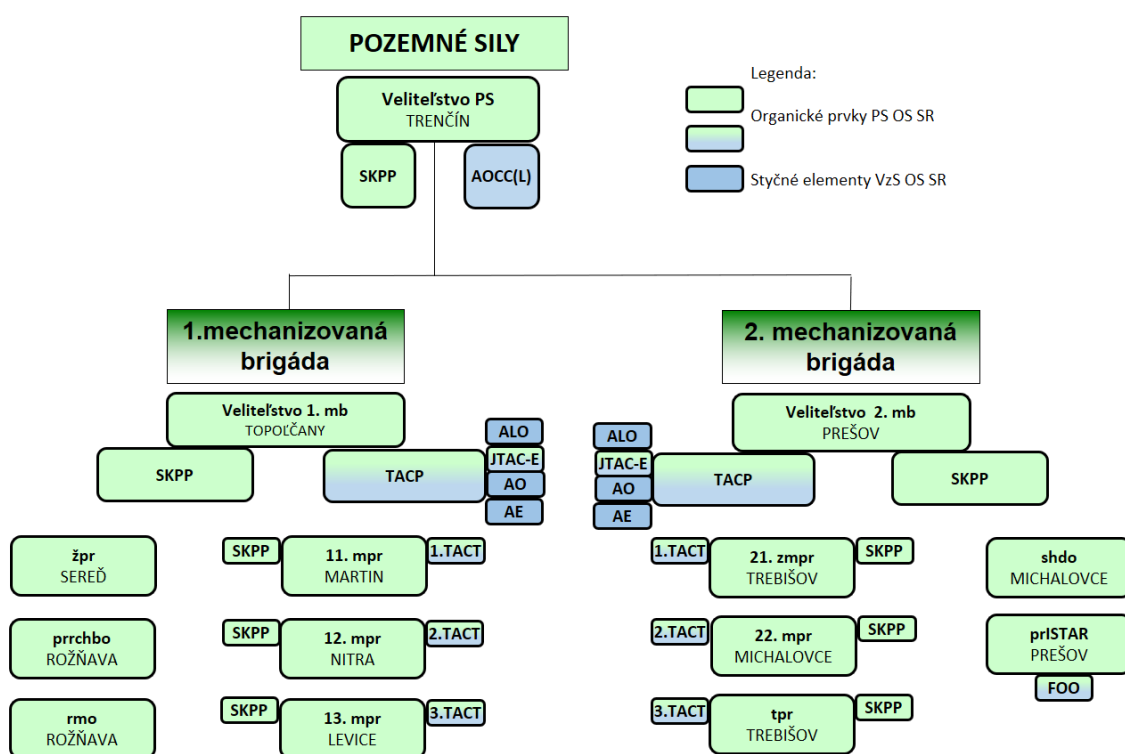 POZEMNÉ SILY
Veliteľstvo PS
TRENČÍN
SKPP
AOCC(L)
Legenda:
Organické prvky PS OS SR
Styčné elementy VzS OS SR
1.mechanizovaná
brigáda
Veliteľstvo 1. mb
TOPOĽČANY
SKPP
TACP
ALO
JTAC-E
AO
AE
žpr
SEREĎ
prrchbo
ROŽŇAVA
rmo
ROŽŇAVA
SKPP
11. mpr
MARTIN
1.TACT
SKPP
12. mpr
NITRA
2.TACT
SKPP
13. mpr
LEVICE
3.TACT
2. mechanizovaná
brigáda
Veliteľstvo 2. mb
PREŠOV
ALO
JTAC-E
AO
AE
TACP
SKPP
1.TACT
21. zmpr
TREBIŠOV
SKPP
2.TACT
22. mpr
MICHALOVCE
SKPP
3.TACT
tpr
TREBIŠOV
SKPP
shdo
MICHALOVCE
prISTAR
PREŠOV
FOO